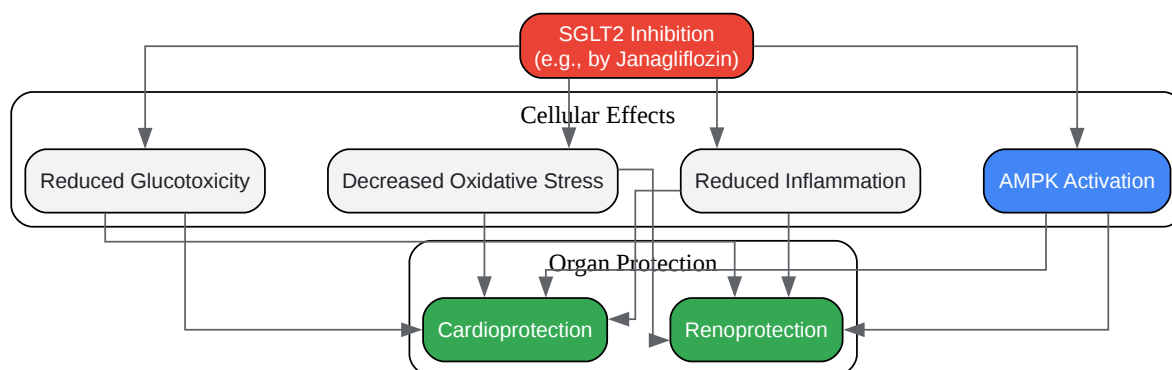 SGLT2 Inhibition
(e.g., by Janagliflozin)
Cellular Effects
Reduced Glucotoxicity
Decreased Oxidative Stress
Reduced Inflammation
AMPK Activation
Organ Protection
Cardioprotection
Renoprotection